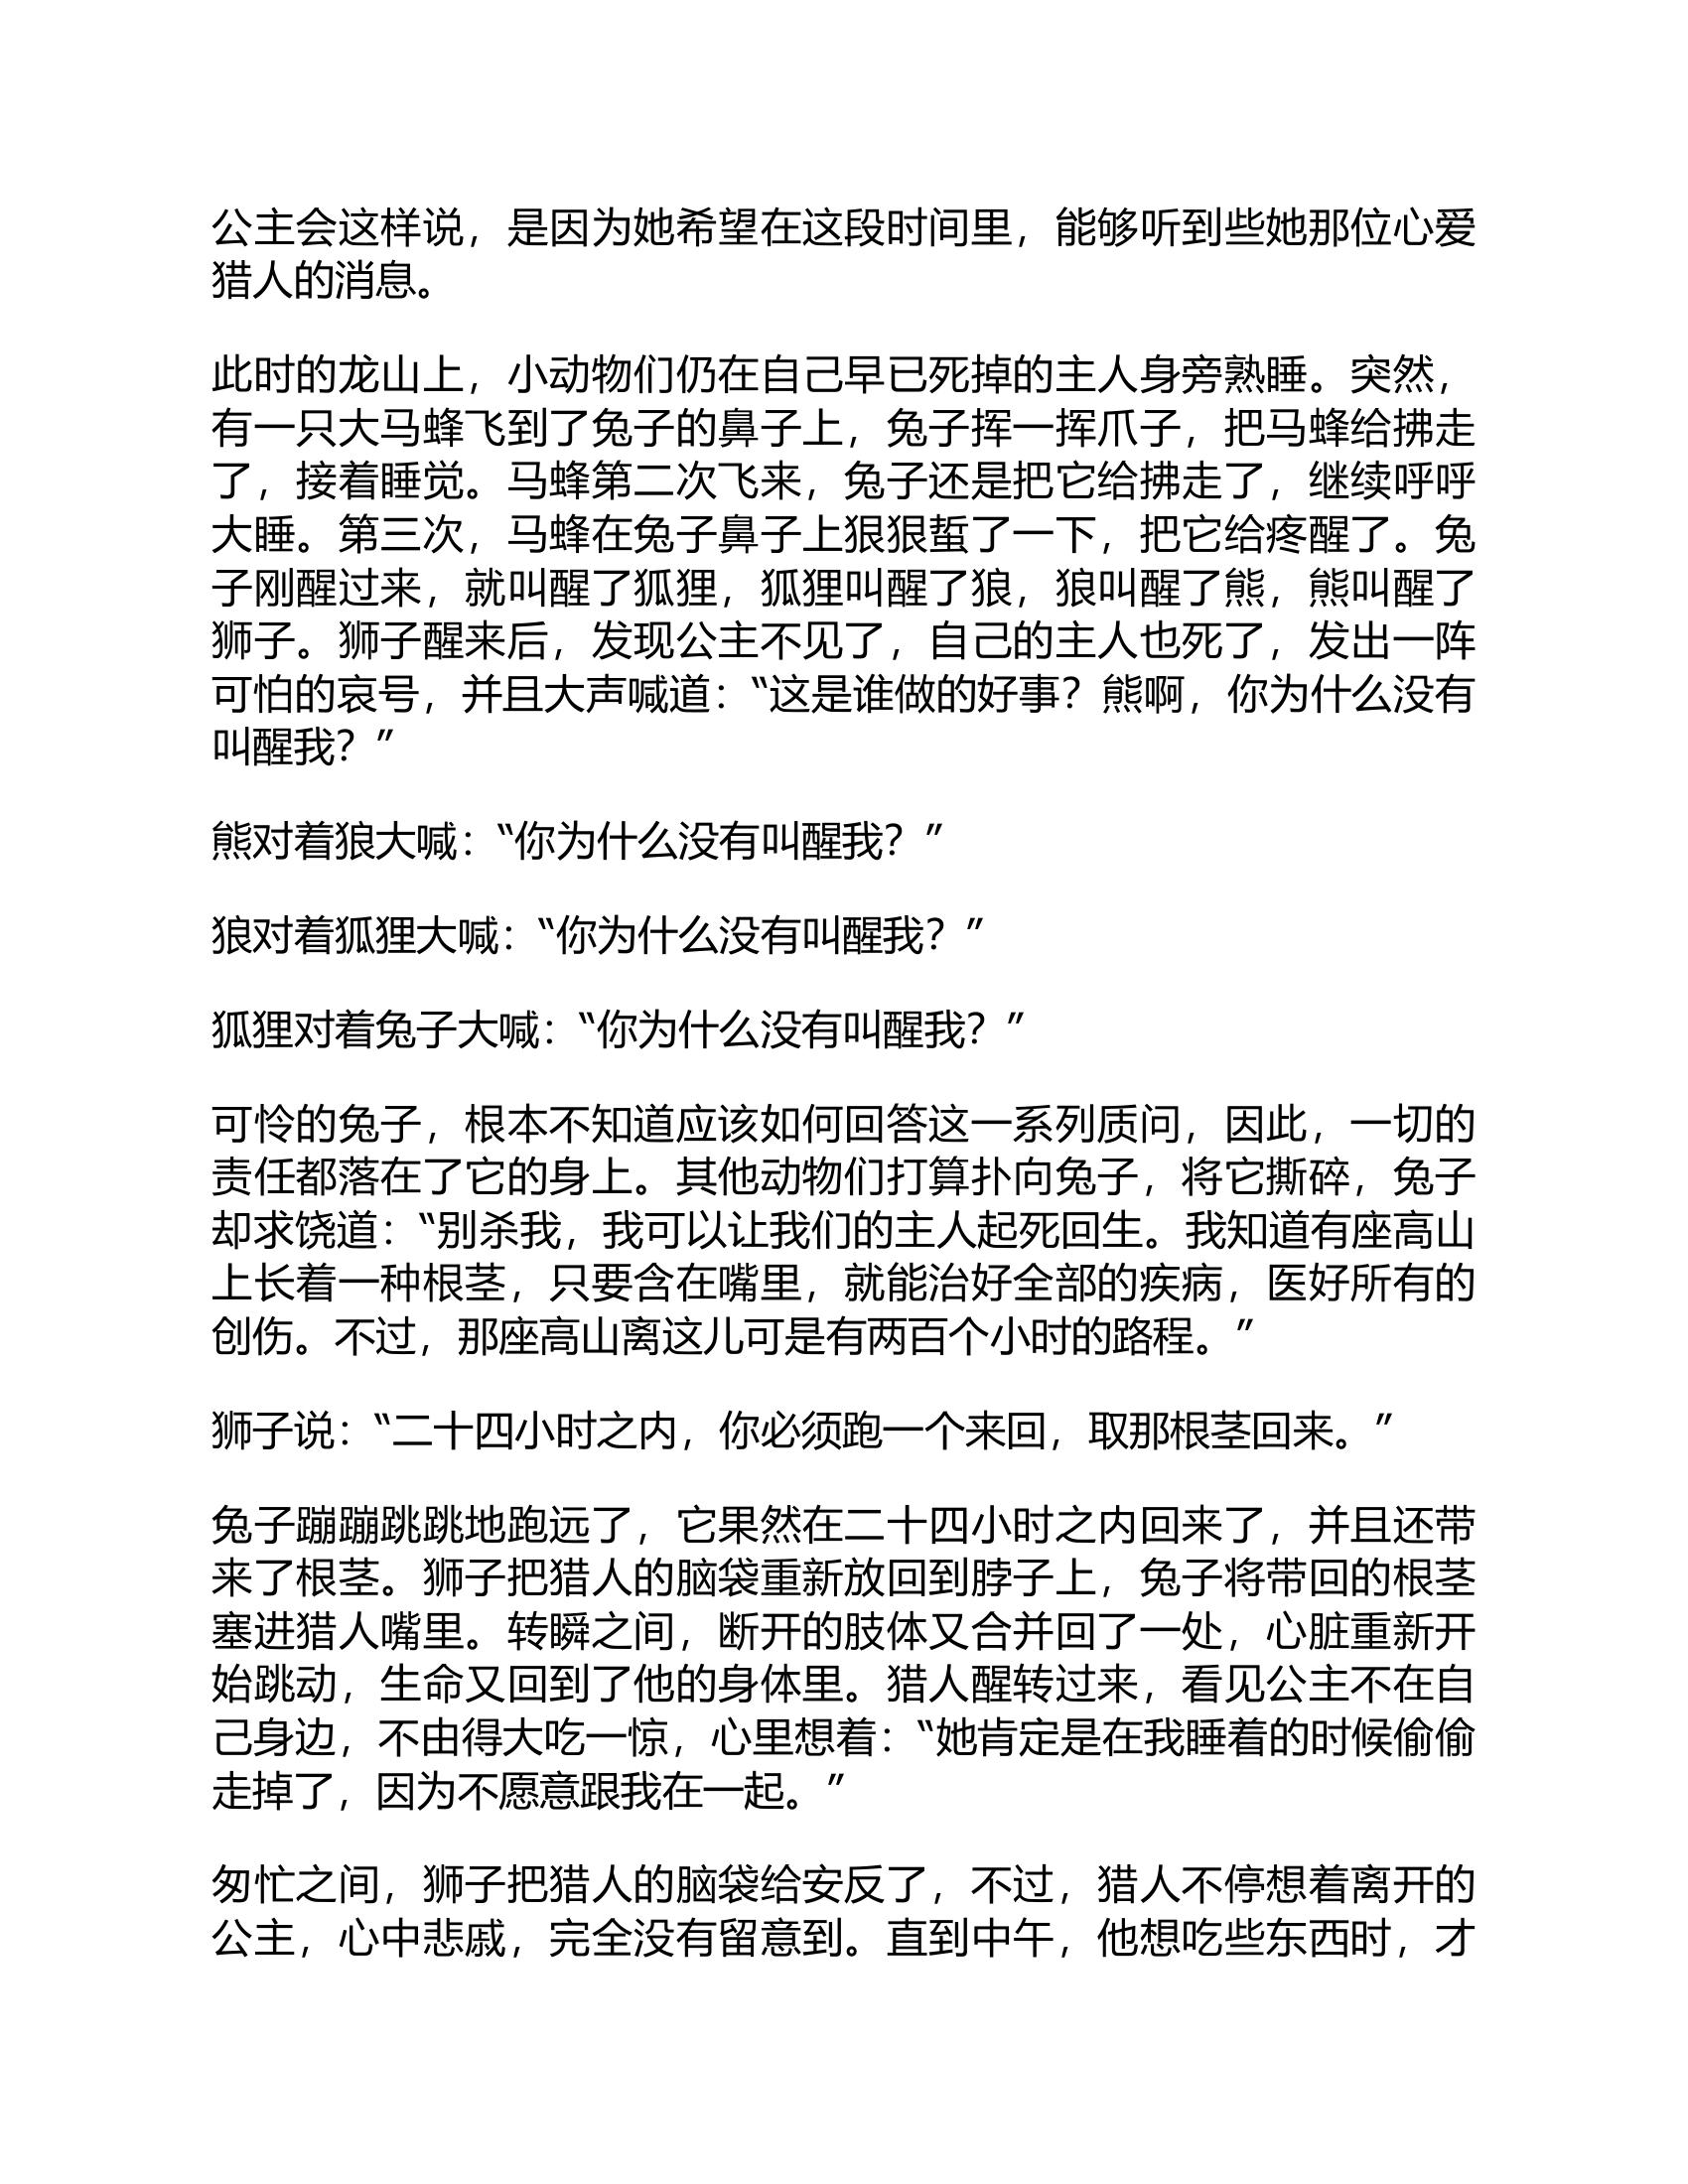 公主会这样说，是因为她希望在这段时间里，能够听到些她那位心爱
猎人的消息。
此时的龙山上，小动物们仍在自己早已死掉的主人身旁熟睡。突然，
有一只大马蜂飞到了兔子的鼻子上，兔子挥一挥爪子，把马蜂给拂走
了，接着睡觉。马蜂第二次飞来，兔子还是把它给拂走了，继续呼呼
大睡。第三次，马蜂在兔子鼻子上狠狠蜇了一下，把它给疼醒了。兔
子刚醒过来，就叫醒了狐狸，狐狸叫醒了狼，狼叫醒了熊，熊叫醒了
狮子。狮子醒来后，发现公主不见了，自己的主人也死了，发出一阵
可怕的哀号，并且大声喊道：“这是谁做的好事？熊啊，你为什么没有
叫醒我？”
熊对着狼大喊：“你为什么没有叫醒我？”
狼对着狐狸大喊：“你为什么没有叫醒我？”
狐狸对着兔子大喊：“你为什么没有叫醒我？”
可怜的兔子，根本不知道应该如何回答这一系列质问，因此，一切的
责任都落在了它的身上。其他动物们打算扑向兔子，将它撕碎，兔子
却求饶道：“别杀我，我可以让我们的主人起死回生。我知道有座高山
上长着一种根茎，只要含在嘴里，就能治好全部的疾病，医好所有的
创伤。不过，那座高山离这儿可是有两百个小时的路程。”
狮子说：“二十四小时之内，你必须跑一个来回，取那根茎回来。”
兔子蹦蹦跳跳地跑远了，它果然在二十四小时之内回来了，并且还带
来了根茎。狮子把猎人的脑袋重新放回到脖子上，兔子将带回的根茎
塞进猎人嘴里。转瞬之间，断开的肢体又合并回了一处，心脏重新开
始跳动，生命又回到了他的身体里。猎人醒转过来，看见公主不在自
己身边，不由得大吃一惊，心里想着：“她肯定是在我睡着的时候偷偷
走掉了，因为不愿意跟我在一起。”
匆忙之间，狮子把猎人的脑袋给安反了，不过，猎人不停想着离开的
公主，心中悲戚，完全没有留意到。直到中午，他想吃些东西时，才